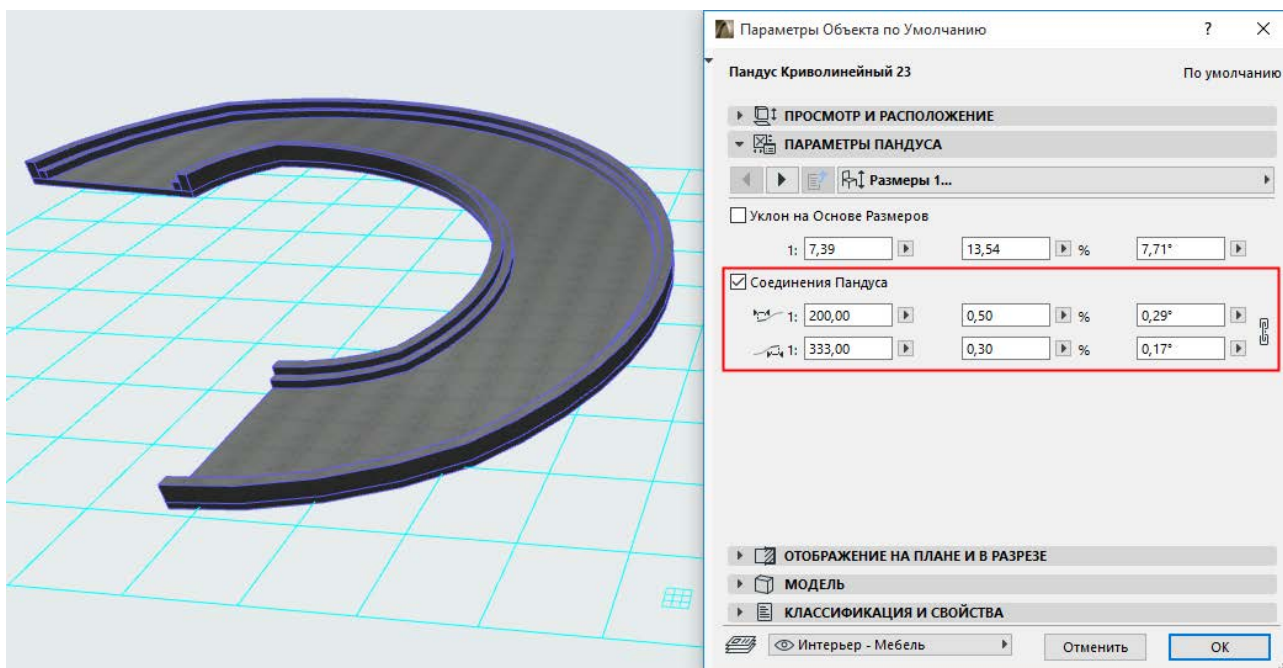 Параметры Объекта по Умолчанию ? X
Пандус Криволинейный 23 По умолчанию
ПРОСМОТР И РАСПОЛОЖЕНИЕ
ПАРАМЕТРЫ ПАНДУСА
Размеры 1...
Уклон на Основе Размеров
1: 7,39 13,54 % 7,71°
Соединения Пандуса
1: 200,00 0,50 % 0,29°
1: 333,00 0,30 % 0,17°
ОТОБРАЖЕНИЕ НА ПЛАНЕ И В РАЗРЕЗЕ
МОДЕЛЬ
КЛАССИФИКАЦИЯ И СВОЙСТВА
Интерьер - Мебель Отменить ОК